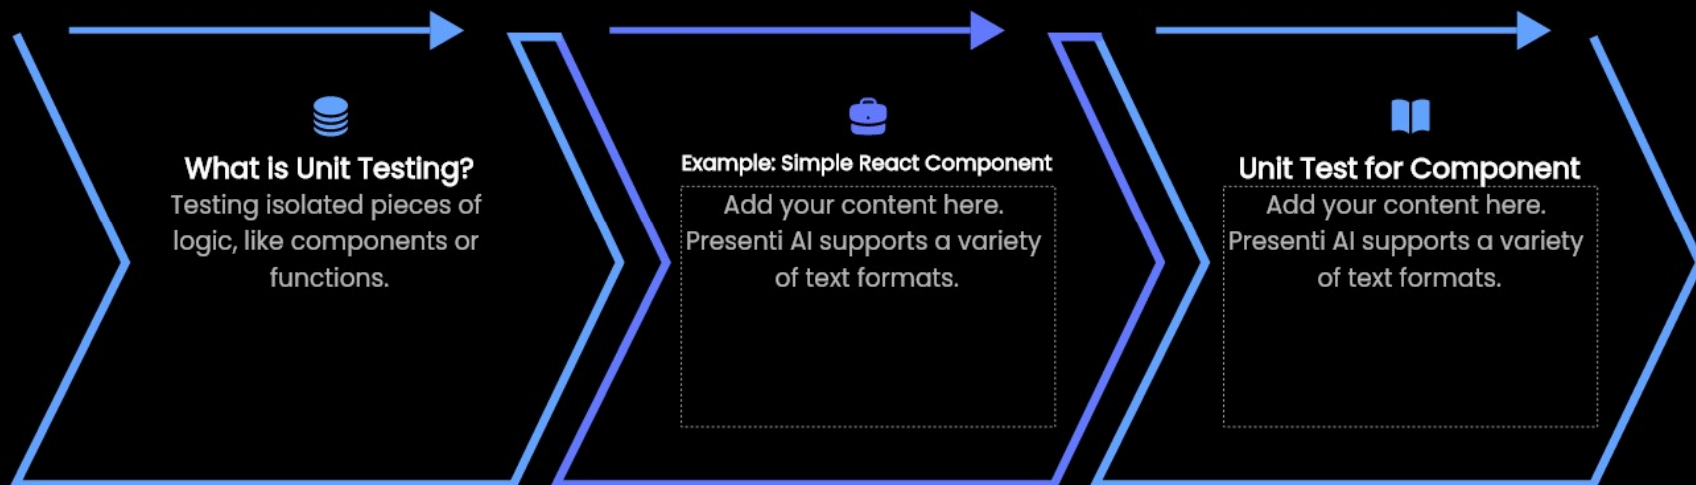 What is Unit Testing?
Testing isolated pieces of
logic, like components or
functions.
Example: Simple React Component
Add your content here.
Presenti AI supports a variety
of text formats.
Unit Test for Component
Add your content here.
Presenti AI supports a variety
of text formats.